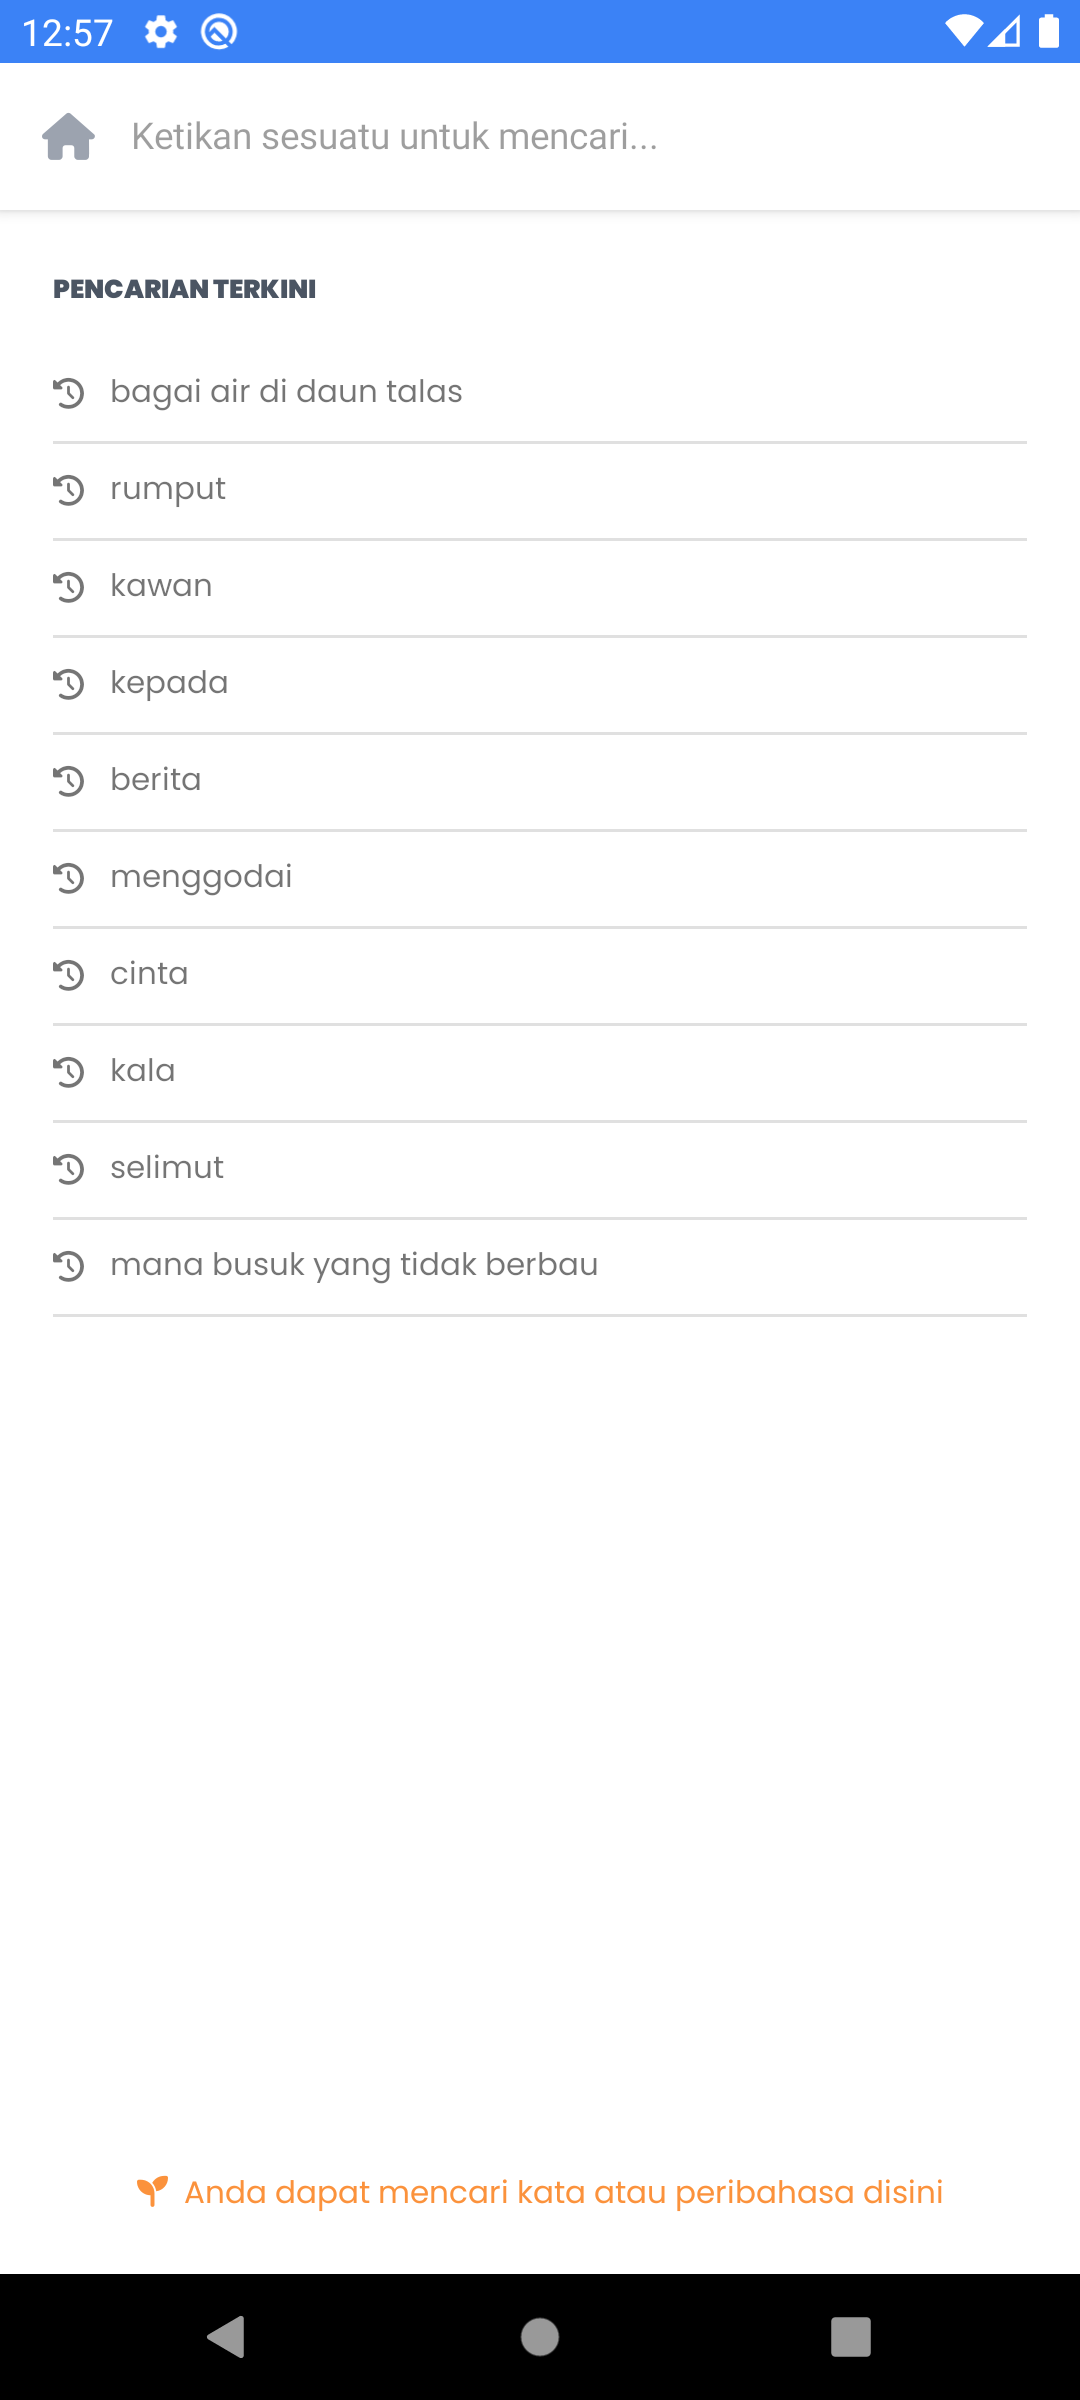 12:57
Ketikan sesuatu untuk mencari...
PENCARIAN TERKINI
bagai air di daun talas
rumput
kawan
kepada
berita
menggodai
cinta
kala
selimut
mana busuk yang tidak berbau
Anda dapat mencari kata atau peribahasa disini